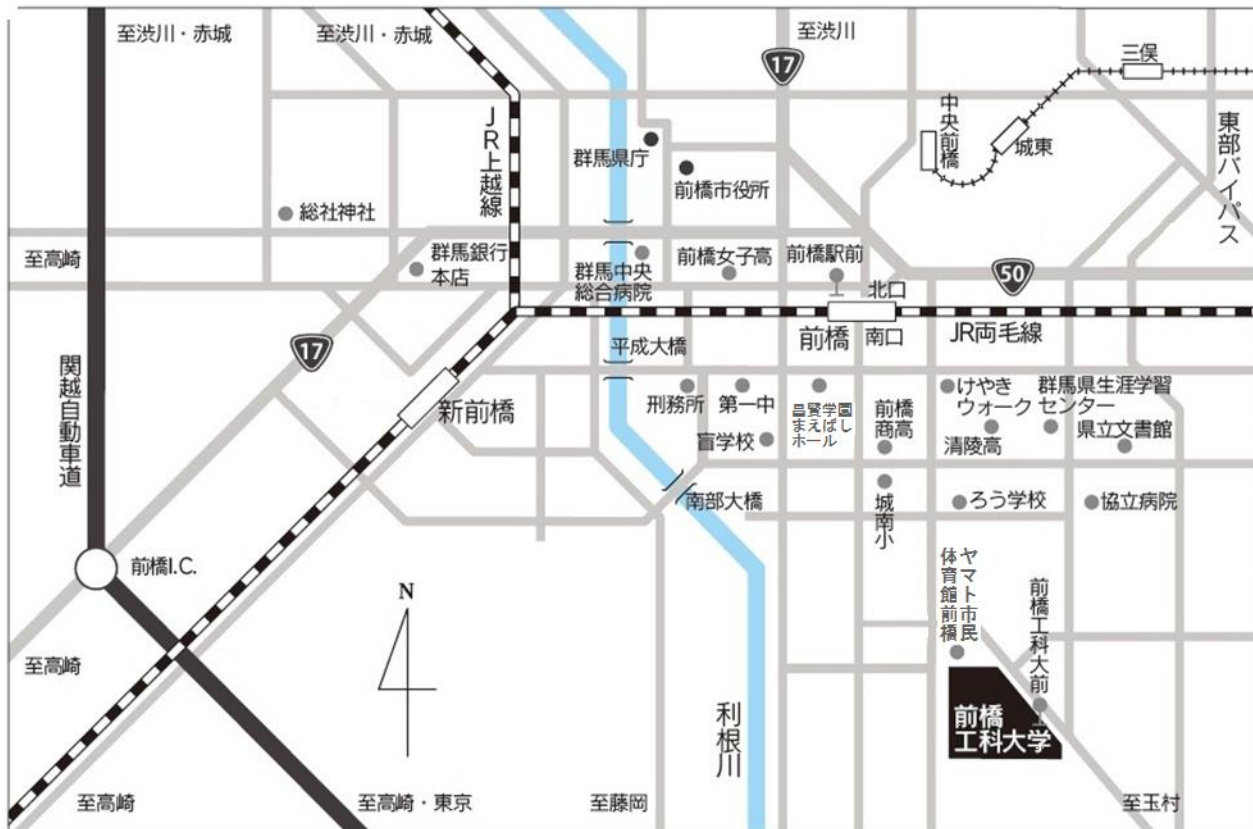 至渋川・赤城
至渋川・赤城
至渋川
17
三俣
中央前橋
城東
東部バイパス
JR上越線
群馬県庁
前橋市役所
総社神社
至高崎
群馬銀行
本店
群馬中央
総合病院
前橋女子高
前橋駅前
北口
50
前橋
南口
JR両毛線
17
平成大橋
関越自動車道
新前橋
刑務所
第一中
昌賢学園
まえばし
ホール
前橋
商高
けやき
ウォーク
群馬県生涯学習
センター
盲学校
清陵高
県立文書館
南部大橋
城南小
ろう学校
協立病院
前橋I.C.
N
ヤマト市民
体育館前橋
前橋工科大前
至高崎
利根川
前橋
工科大学
至高崎
至高崎・東京
至藤岡
至玉村